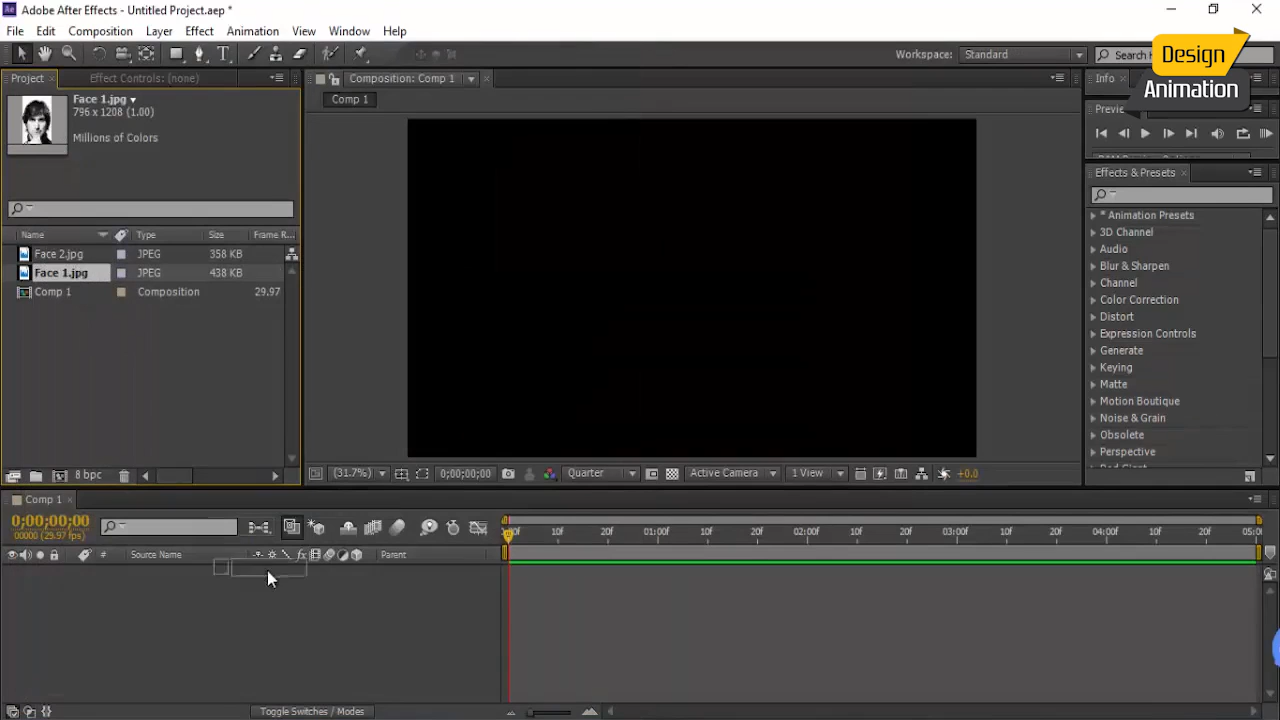 Ae Adobe After Effects - Untitled Project.aep *
File Edit Composition Layer Effect Animation View Window Help
Workspace: Standard
Search H
Design
Animation
Project
Effect Controls: (none)
Composition: Comp 1
Info
Comp 1
Face 1.jpg
796 x 1208 (1.00)
Millions of Colors
Preview
Effects & Presets
* Animation Presets
3D Channel
Audio
Blur & Sharpen
Channel
Color Correction
Distort
Expression Controls
Generate
Keying
Matte
Motion Boutique
Noise & Grain
Obsolete
Perspective
Name Type Size Frame R...
Face 2.jpg JPEG 358 KB
Face 1.jpg JPEG 438 KB
Comp 1 Composition 29.97
8 bpc
(31.7%) 0;00;00;00 Quarter Active Camera 1 View +0.0
Comp 1
0;00;00;00
00000 (29.97 fps)
# Source Name Parent
:00f 10f 20f 01:00f 10f 20f 02:00f 10f 20f 03:00f 10f 20f 04:00f 10f 20f 05:00
Toggle Switches / Modes